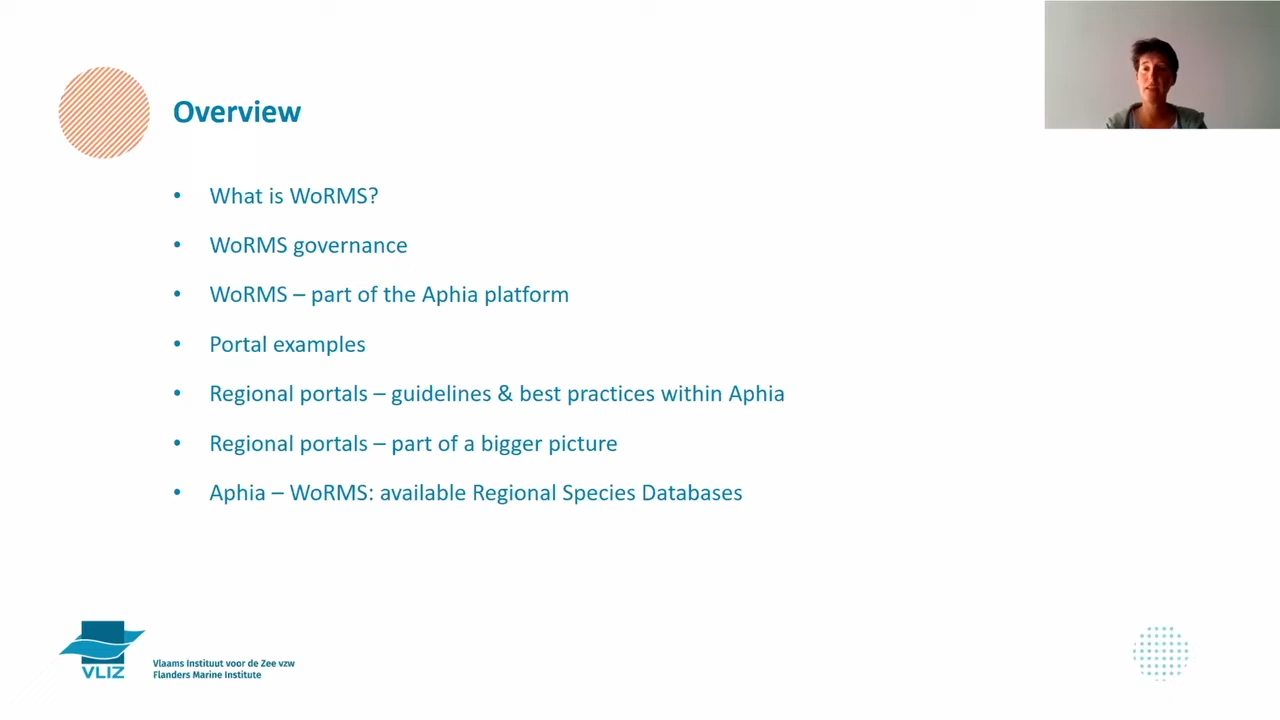 Overview
• What is WoRMS?
• WoRMS governance
• WoRMS – part of the Aphia platform
• Portal examples
• Regional portals – guidelines & best practices within Aphia
• Regional portals – part of a bigger picture
• Aphia – WoRMS: available Regional Species Databases
VLIZ
Vlaams Instituut voor de Zee vzw
Flanders Marine Institute